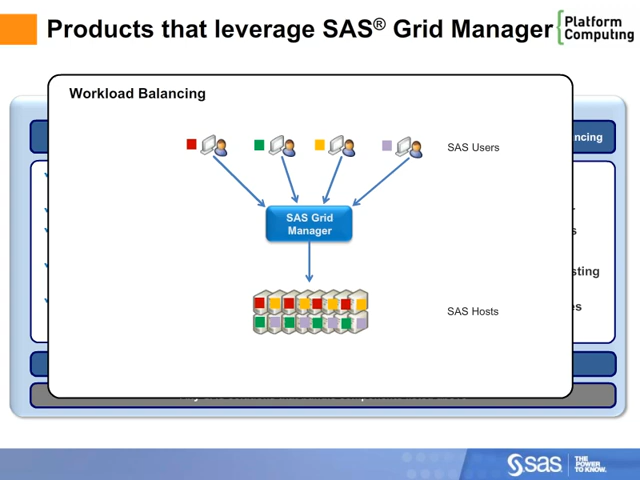 Products that leverage SAS® Grid Manager
Platform
Computing
Workload Balancing
ncing
SAS Users
SAS Grid
Manager
s
sting
SAS Hosts
es
sas
THE
POWER
TO KNOW.